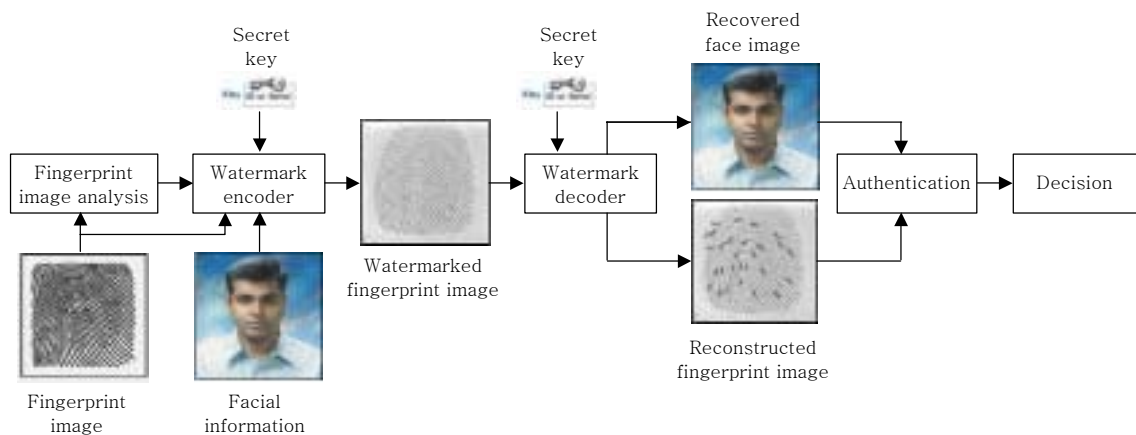 Secret
key
Secret
key
Recovered
face image
Fingerprint
image analysis
Watermark
encoder
Watermark
decoder
Authentication
Decision
Watermarked
fingerprint image
Reconstructed
fingerprint image
Fingerprint
image
Facial
information